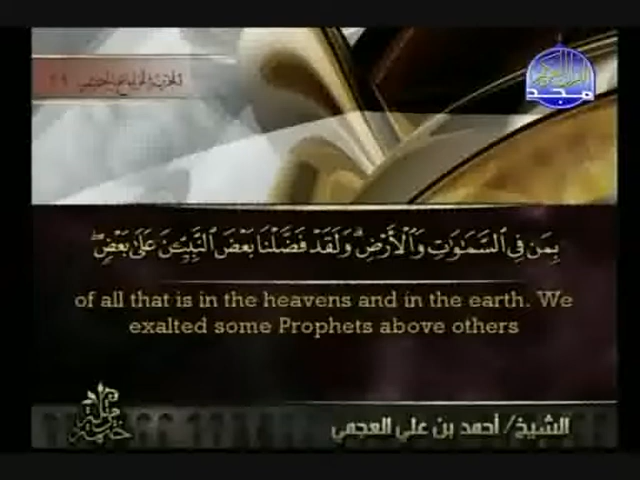 مجد
بِمَن فِى ٱلسَّمَٰوَٰتِ وَٱلْأَرْضِ ۗ وَلَقَدْ فَضَّلْنَا بَعْضَ ٱلنَّبِيِّـۧنَ عَلَىٰ بَعْضٍ ۖ
of all that is in the heavens and in the earth. We
exalted some Prophets above others
الشيخ/ أحمد بن علي العجمي